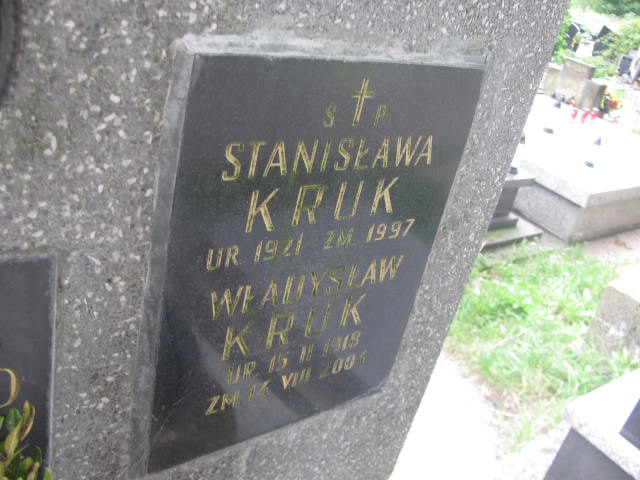 Ś P
STANISŁAWA
KRUK
UR. 1921 ZM. 1997
WŁADYSŁAW
KRUK
UR. 15 II 1918
ZM. 14 VIII 2004